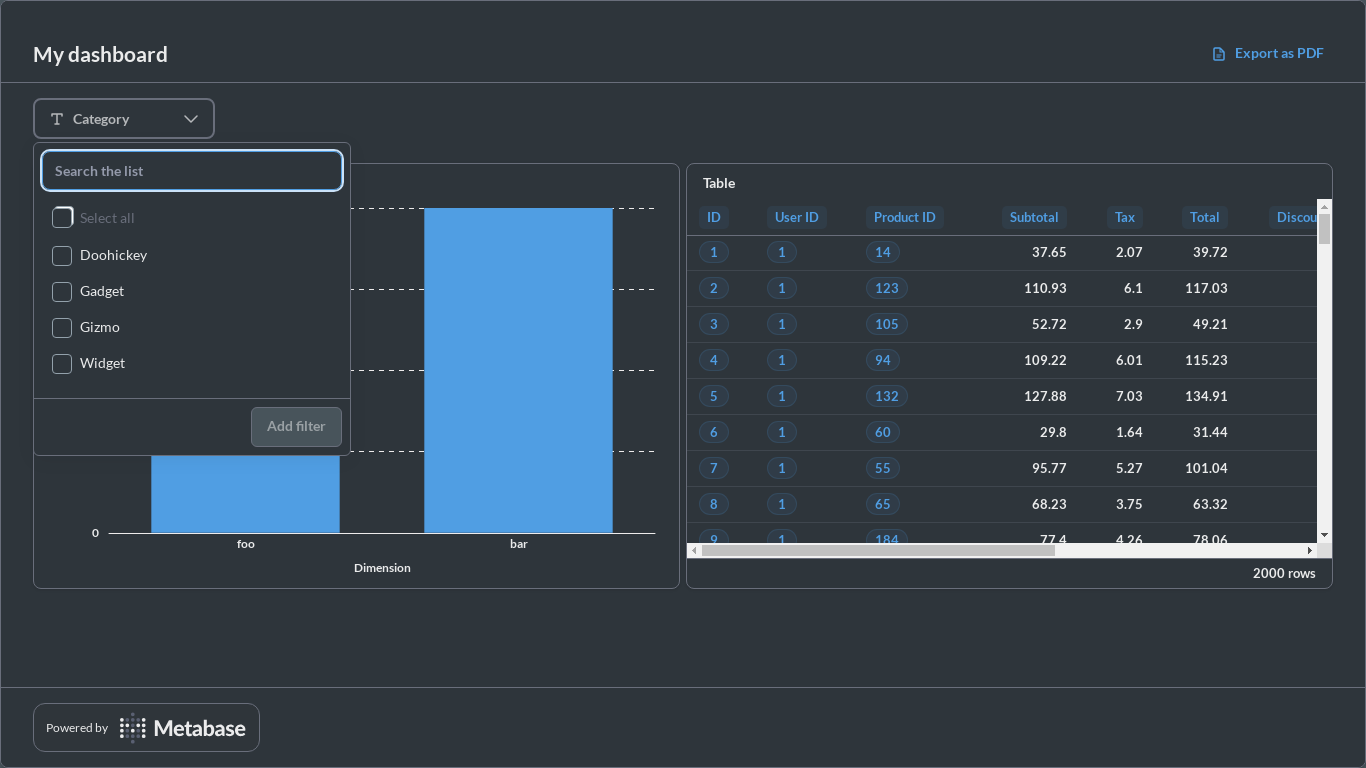 My dashboard
Export as PDF
Category
Search the list
Select all
Doohickey
Gadget
Gizmo
Widget
Add filter
0
foo
bar
Dimension
Table
ID User ID Product ID Subtotal Tax Total Discou
1 1 14 37.65 2.07 39.72
2 1 123 110.93 6.1 117.03
3 1 105 52.72 2.9 49.21
4 1 94 109.22 6.01 115.23
5 1 132 127.88 7.03 134.91
6 1 60 29.8 1.64 31.44
7 1 55 95.77 5.27 101.04
8 1 65 68.23 3.75 63.32
9 1 184 77.4 4.26 78.06
2000 rows
Powered by Metabase